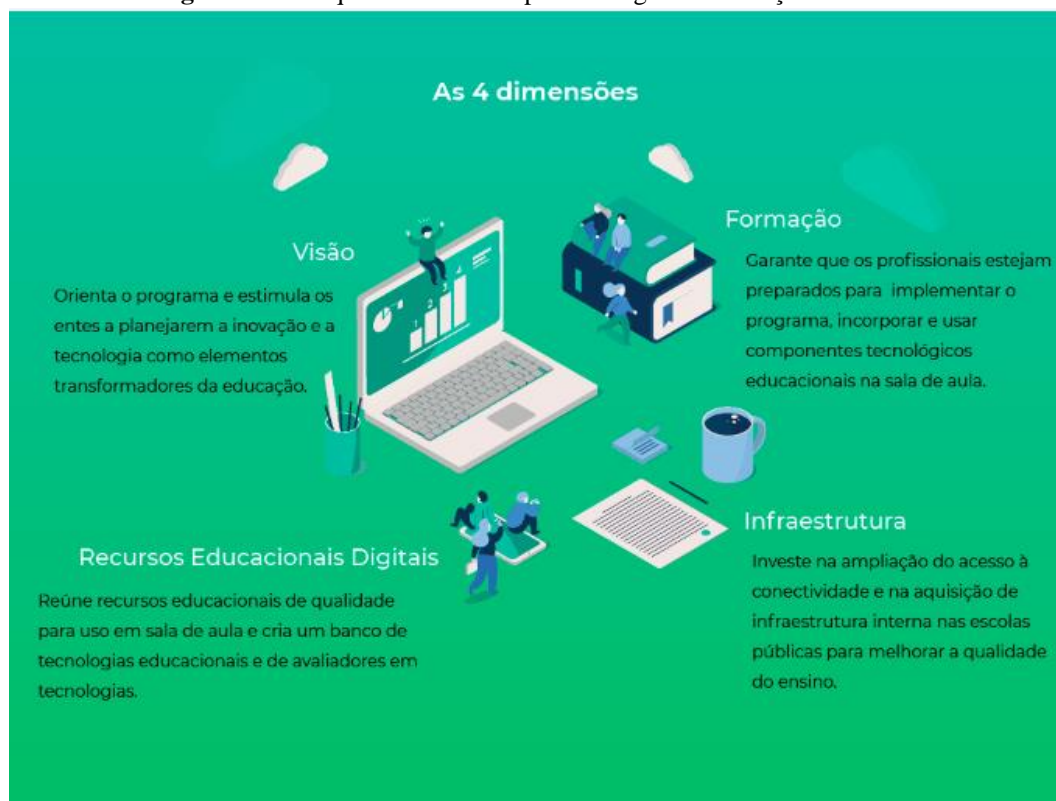 As 4 dimensões
Visão
Orienta o programa e estimula os
entes a planejarem a inovação e a
tecnologia como elementos
transformadores da educação.
Formação
Garante que os profissionais estejam
preparados para implementar o
programa, incorporar e usar
componentes tecnológicos
educacionais na sala de aula.
1 2 3 4
Recursos Educacionais Digitais
Reúne recursos educacionais de qualidade
para uso em sala de aula e cria um banco de
tecnologias educacionais e de avaliadores em
tecnologias.
Infraestrutura
Investe na ampliação do acesso à
conectividade e na aquisição de
infraestrutura interna nas escolas
públicas para melhorar a qualidade
do ensino.